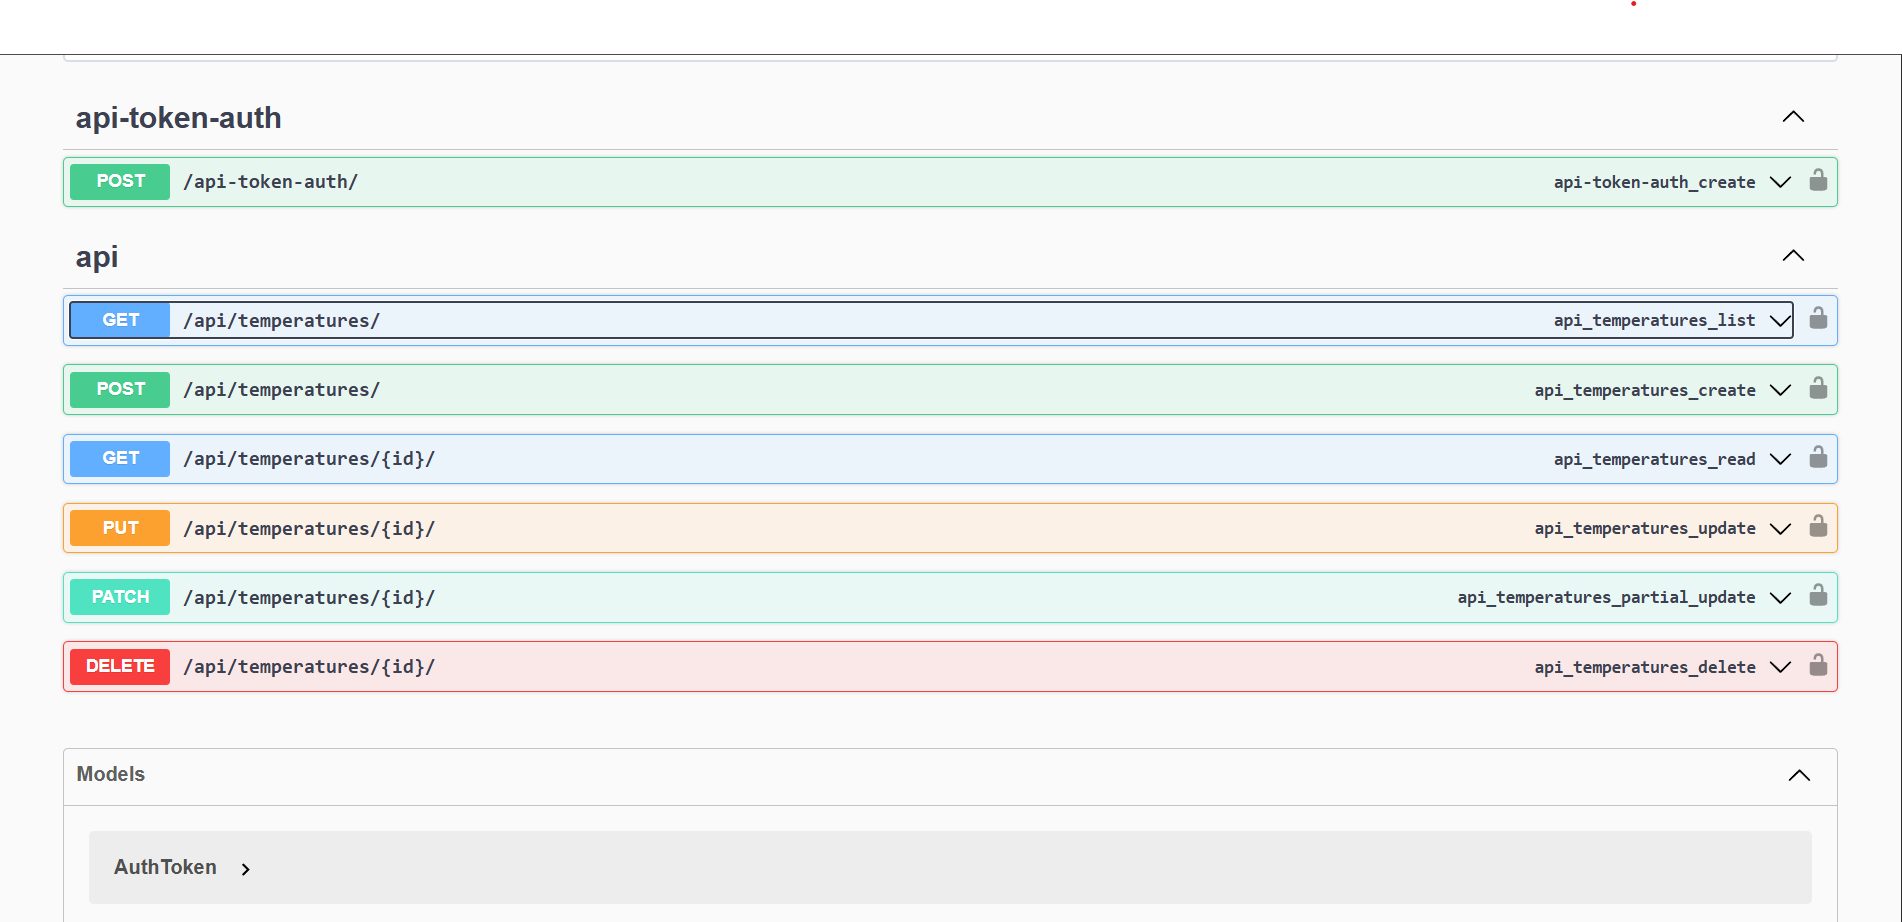 api-token-auth
POST /api-token-auth/ api-token-auth_create
api
GET /api/temperatures/ api_temperatures_list
POST /api/temperatures/ api_temperatures_create
GET /api/temperatures/{id}/ api_temperatures_read
PUT /api/temperatures/{id}/ api_temperatures_update
PATCH /api/temperatures/{id}/ api_temperatures_partial_update
DELETE /api/temperatures/{id}/ api_temperatures_delete
Models
AuthToken